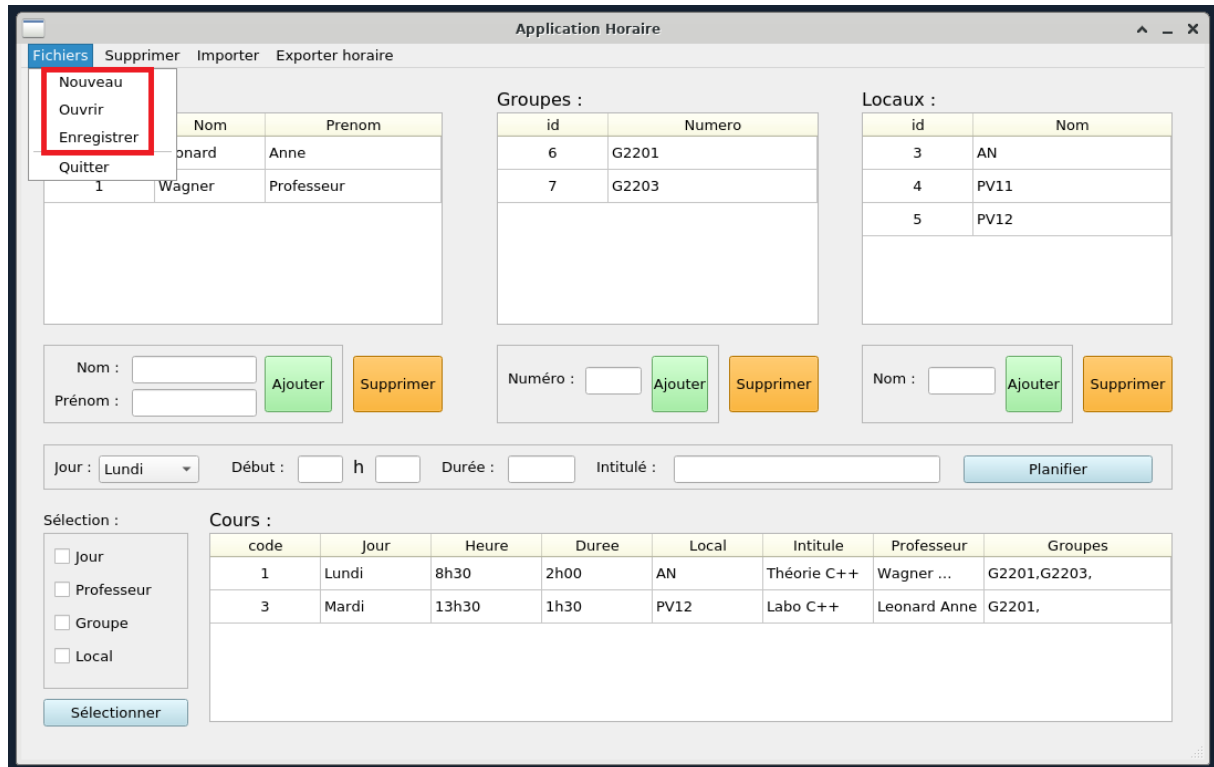 Application Horaire
Fichiers Supprimer Importer Exporter horaire
Nouveau
Ouvrir
Enregistrer
Quitter
Nom Prenom
onard Anne
1 Wagner Professeur
Groupes :
id Numero
6 G2201
7 G2203
Locaux :
id Nom
3 AN
4 PV11
5 PV12
Nom :
Prénom :
Ajouter
Supprimer
Numéro :
Ajouter
Supprimer
Nom :
Ajouter
Supprimer
Jour : Lundi Début : h Durée : Intitulé : Planifier
Sélection :
Jour
Professeur
Groupe
Local
Sélectionner
Cours :
code Jour Heure Duree Local Intitule Professeur Groupes
1 Lundi 8h30 2h00 AN Théorie C++ Wagner ... G2201,G2203,
3 Mardi 13h30 1h30 PV12 Labo C++ Leonard Anne G2201,